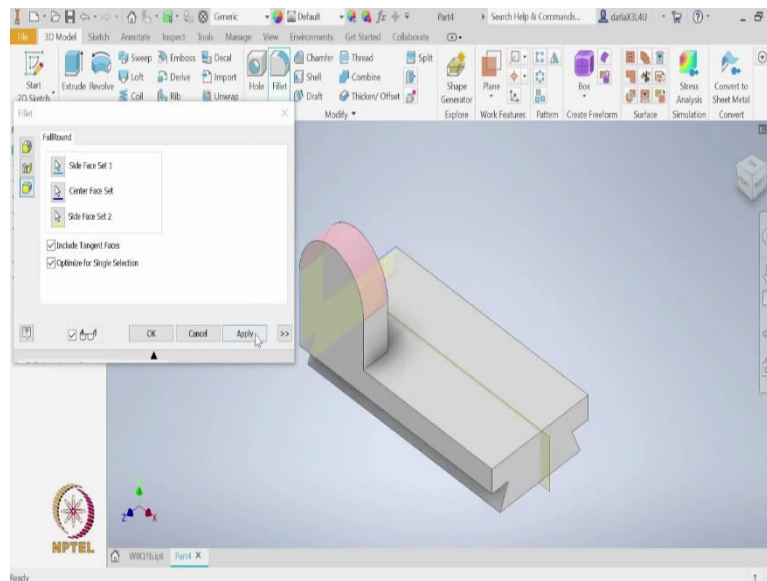 Generic Default fx Part4 Search Help & Commands... datiaX3L4U
File 3D Model Sketch Annotate Inspect Tools Manage View Environments Get Started Collaborate
Start 2D Sketch Extrude Revolve Sweep Emboss Decal Hole Fillet Chamfer Thread Split Shape Generator Plane Box Stress Analysis Convert to Sheet Metal
Loft Derive Import Shell Combine
Coil Rib Unwrap Draft Thicken/ Offset
Modify Explore Work Features Pattern Create Freeform Surface Simulation Convert
Fillet
FullRound
Side Face Set 1
Center Face Set
Side Face Set 2
Include Tangent Faces
Optimize for Single Selection
OK Cancel Apply >>
Z X
NPTEL
Part4 X
Ready 1